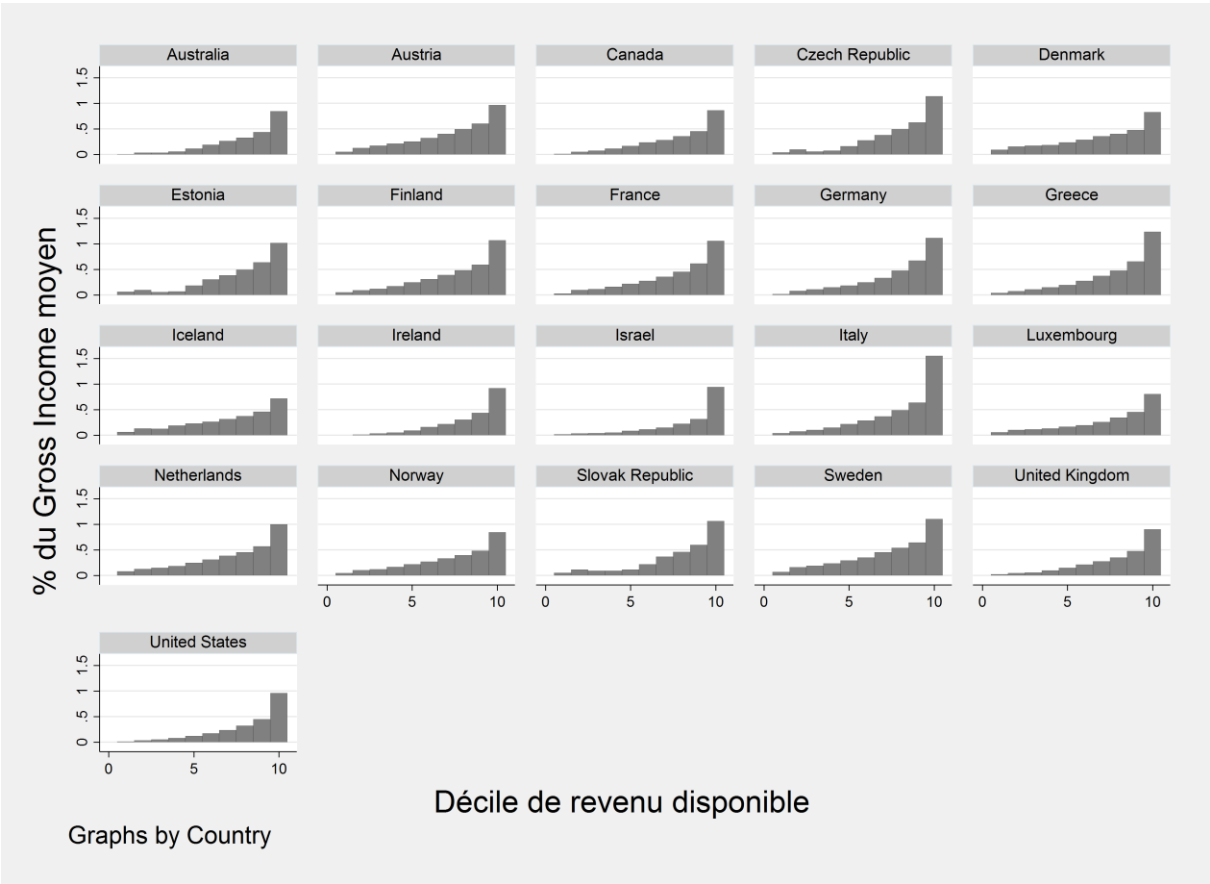 Australia Austria Canada Czech Republic Denmark
1.5
1
.5
0
Estonia Finland France Germany Greece
1.5
1
.5
0
Iceland Ireland Israel Italy Luxembourg
1.5
1
.5
0
Netherlands Norway Slovak Republic Sweden United Kingdom
1.5
1
.5
0
0 5 10 0 5 10 0 5 10 0 5 10
United States
1.5
1
.5
0
0 5 10
% du Gross Income moyen
Décile de revenu disponible
Graphs by Country